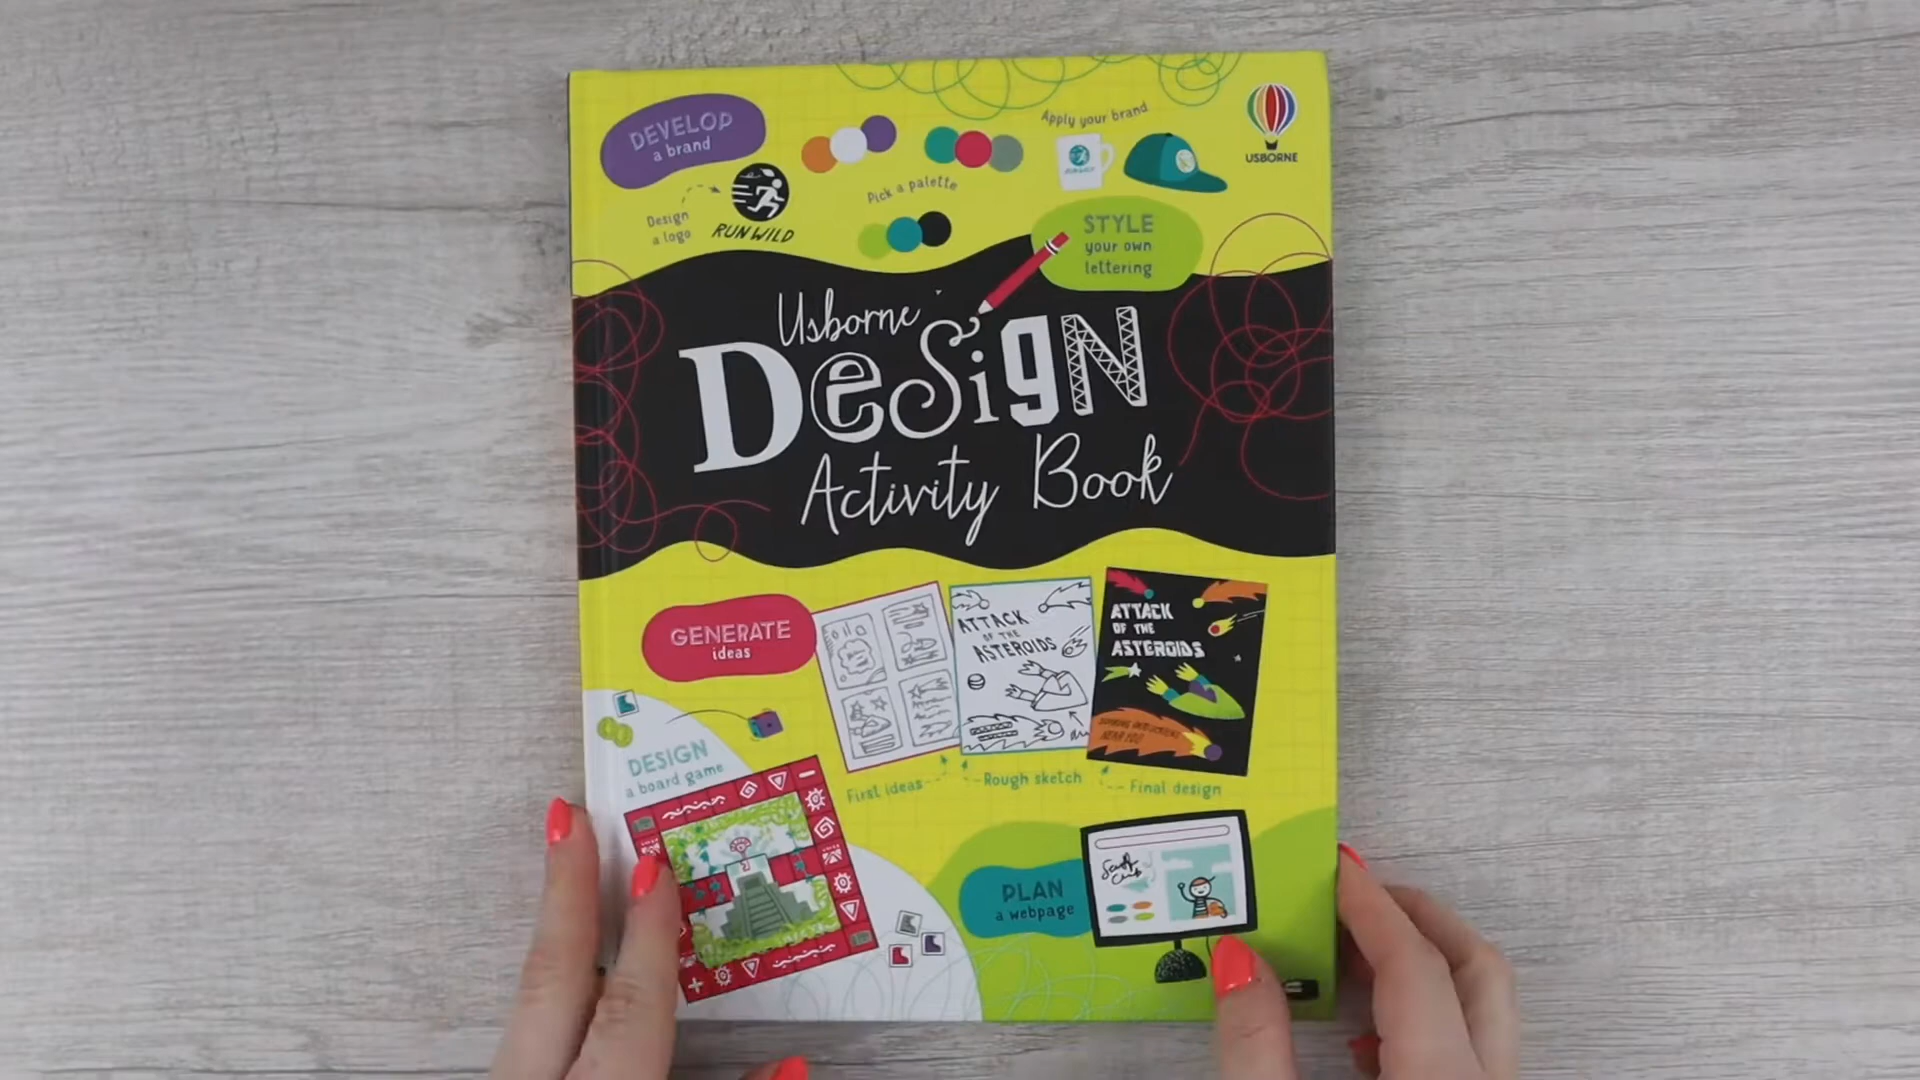 DEVELOP
a brand
Apply your brand
USBORNE
Pick a palette
Design
a logo
RUN WILD
STYLE
your own
lettering
Usborne
DeSigN
Activity Book
GENERATE
ideas
ATTACK
OF THE
ASTEROIDS
ATTACK
OF THE
ASTEROIDS
NEAR YOU
DESIGN
a board game
First ideas
Rough sketch
Final design
PLAN
a webpage